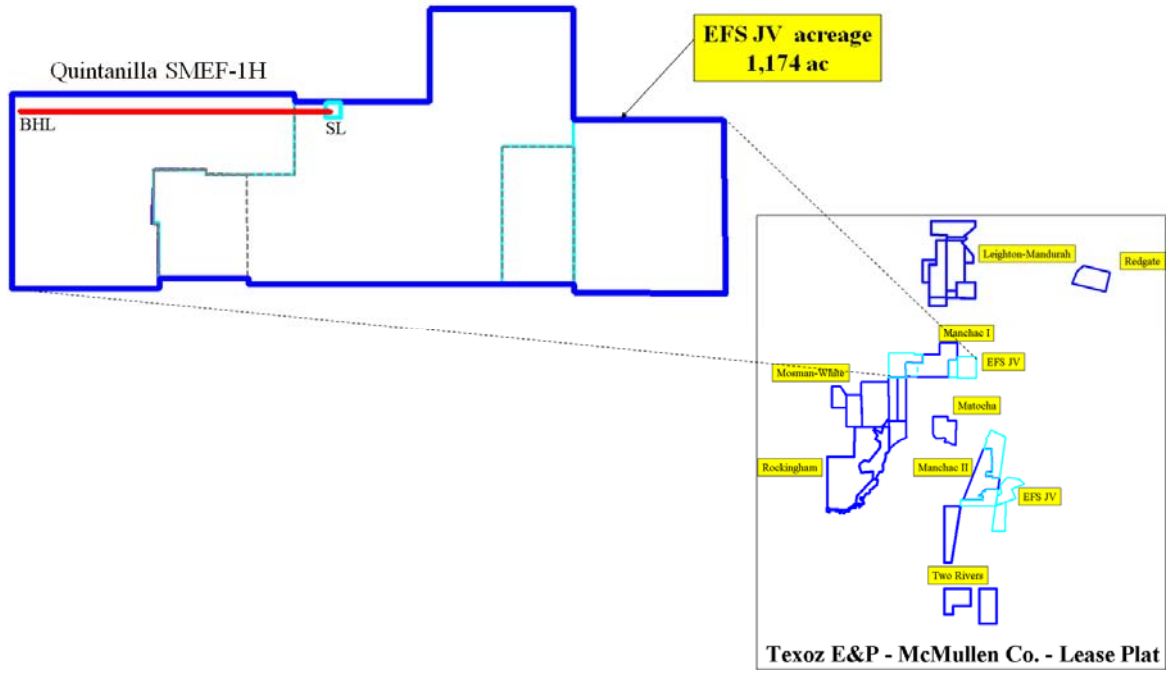 EFS JV acreage
1,174 ac
Quintanilla SMEF-1H
BHL
SL
Leighton-Mandurah
Redgate
Manchac I
EFS JV
Mosman-White
Matocha
Rockingham
Manchac II
EFS JV
Two Rivers
Texoz E&P - McMullen Co. - Lease Plat